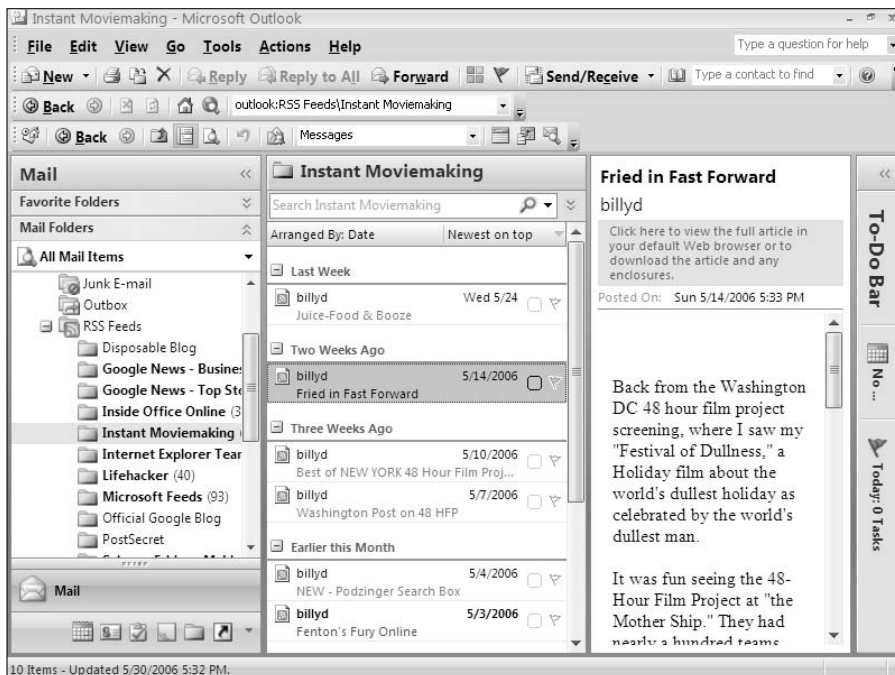 Instant Moviemaking - Microsoft Outlook
File Edit View Go Tools Actions Help
Type a question for help
New Reply Reply to All Forward Send/Receive Type a contact to find
Back outlook:RSS Feeds\Instant Moviemaking
Back Messages
Mail
Favorite Folders
Mail Folders
All Mail Items
Junk E-mail
Outbox
RSS Feeds
Disposable Blog
Google News - Busine
Google News - Top Sto
Inside Office Online (3
Instant Moviemaking
Internet Explorer Tear
Lifehacker (40)
Microsoft Feeds (93)
Official Google Blog
PostSecret
Mail
Instant Moviemaking
Search Instant Moviemaking
Arranged By: Date Newest on top
Last Week
billyd Wed 5/24
Juice-Food & Booze
Two Weeks Ago
billyd 5/14/2006
Fried in Fast Forward
Three Weeks Ago
billyd 5/10/2006
Best of NEW YORK 48 Hour Film Proj...
billyd 5/7/2006
Washington Post on 48 HFP
Earlier this Month
billyd 5/4/2006
NEW - Podzinger Search Box
billyd 5/3/2006
Fenton's Fury Online
Fried in Fast Forward
billyd
Click here to view the full article in
your default Web browser or to
download the article and any
enclosures.
Posted On: Sun 5/14/2006 5:33 PM
Back from the Washington
DC 48 hour film project
screening, where I saw my
"Festival of Dullness," a
Holiday film about the
world's dullest holiday as
celebrated by the world's
dullest man.
It was fun seeing the 48-
Hour Film Project at "the
Mother Ship." They had
nearly a hundred teams
To-Do Bar
No ...
Today: 0 Tasks
10 Items - Updated 5/30/2006 5:32 PM.